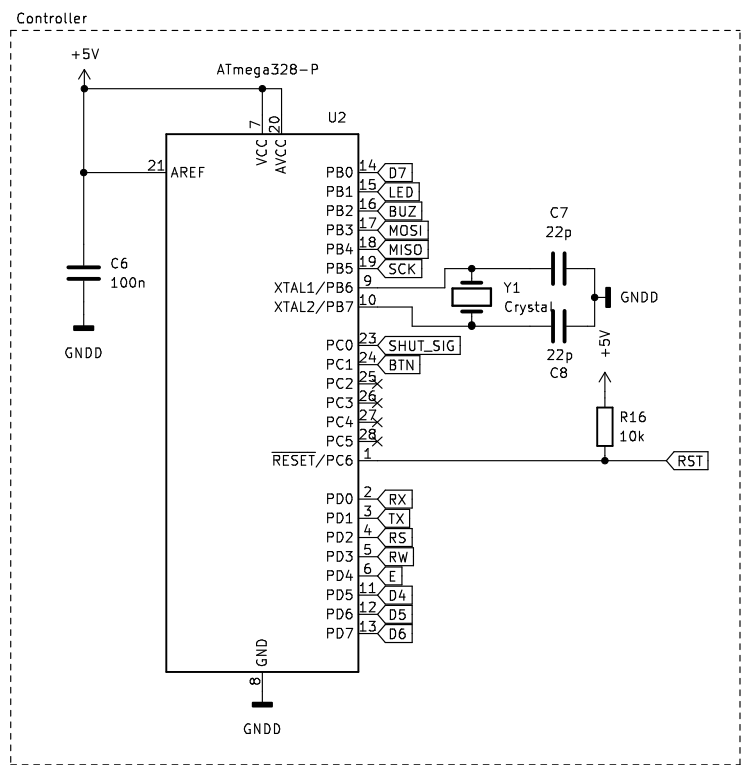 Controller
+5V
ATmega328-P
U2
7
20
VCC
AVCC
21
AREF
PB0
14
D7
PB1
15
LED
PB2
16
BUZ
PB3
17
MOSI
PB4
18
MISO
PB5
19
SCK
XTAL1/PB6
9
XTAL2/PB7
10
C7
22p
Y1
Crystal
GNDD
22p
C8
+5V
C6
100n
GNDD
PC0
23
SHUT_SIG
PC1
24
BTN
PC2
25
PC3
26
PC4
27
PC5
28
RESET/PC6
1
R16
10k
RST
PD0
2
RX
PD1
3
TX
PD2
4
RS
PD3
5
RW
PD4
6
E
PD5
11
D4
PD6
12
D5
PD7
13
D6
GND
8
GNDD